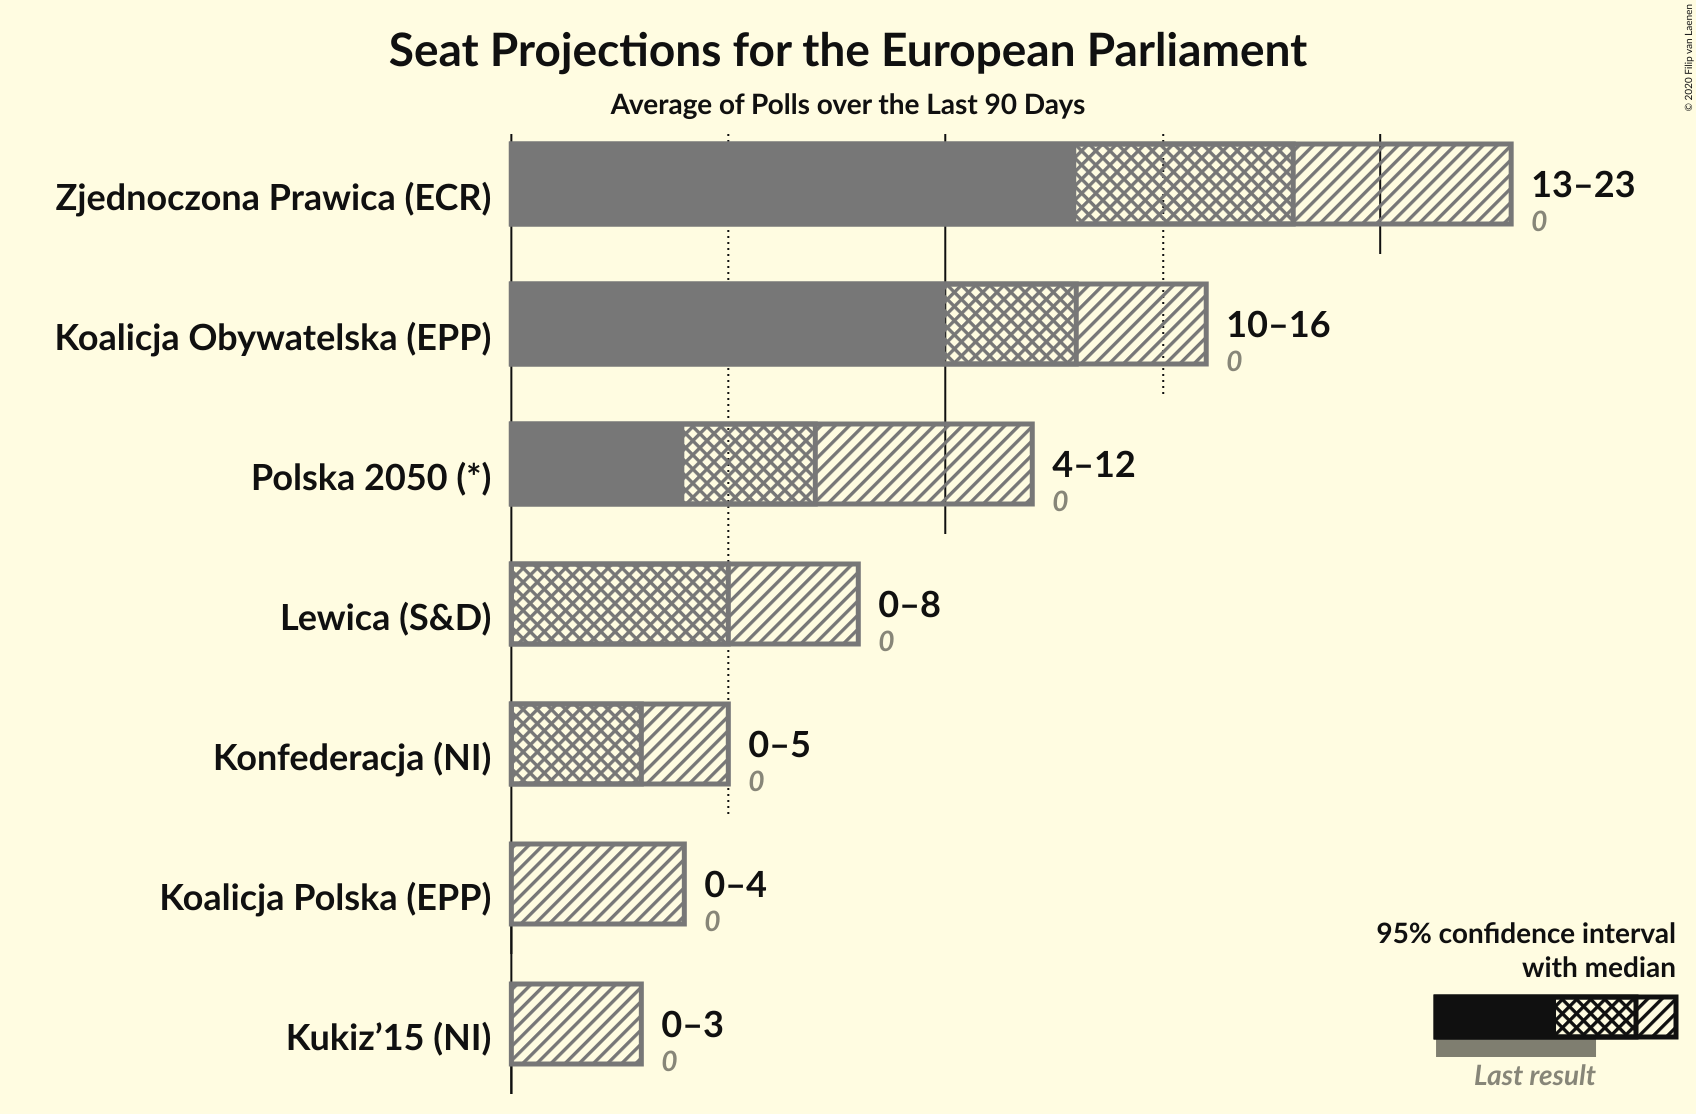 Seat Projections for the European Parliament
Average of Polls over the Last 90 Days
© 2020 Filip van Laenen
Zjednoczona Prawica (ECR)
13–23
0
Koalicja Obywatelska (EPP)
10–16
0
Polska 2050 (*)
4–12
0
Lewica (S&D)
0–8
0
Konfederacja (NI)
0–5
0
Koalicja Polska (EPP)
0–4
0
Kukiz’15 (NI)
0–3
0
95% confidence interval
with median
Last result